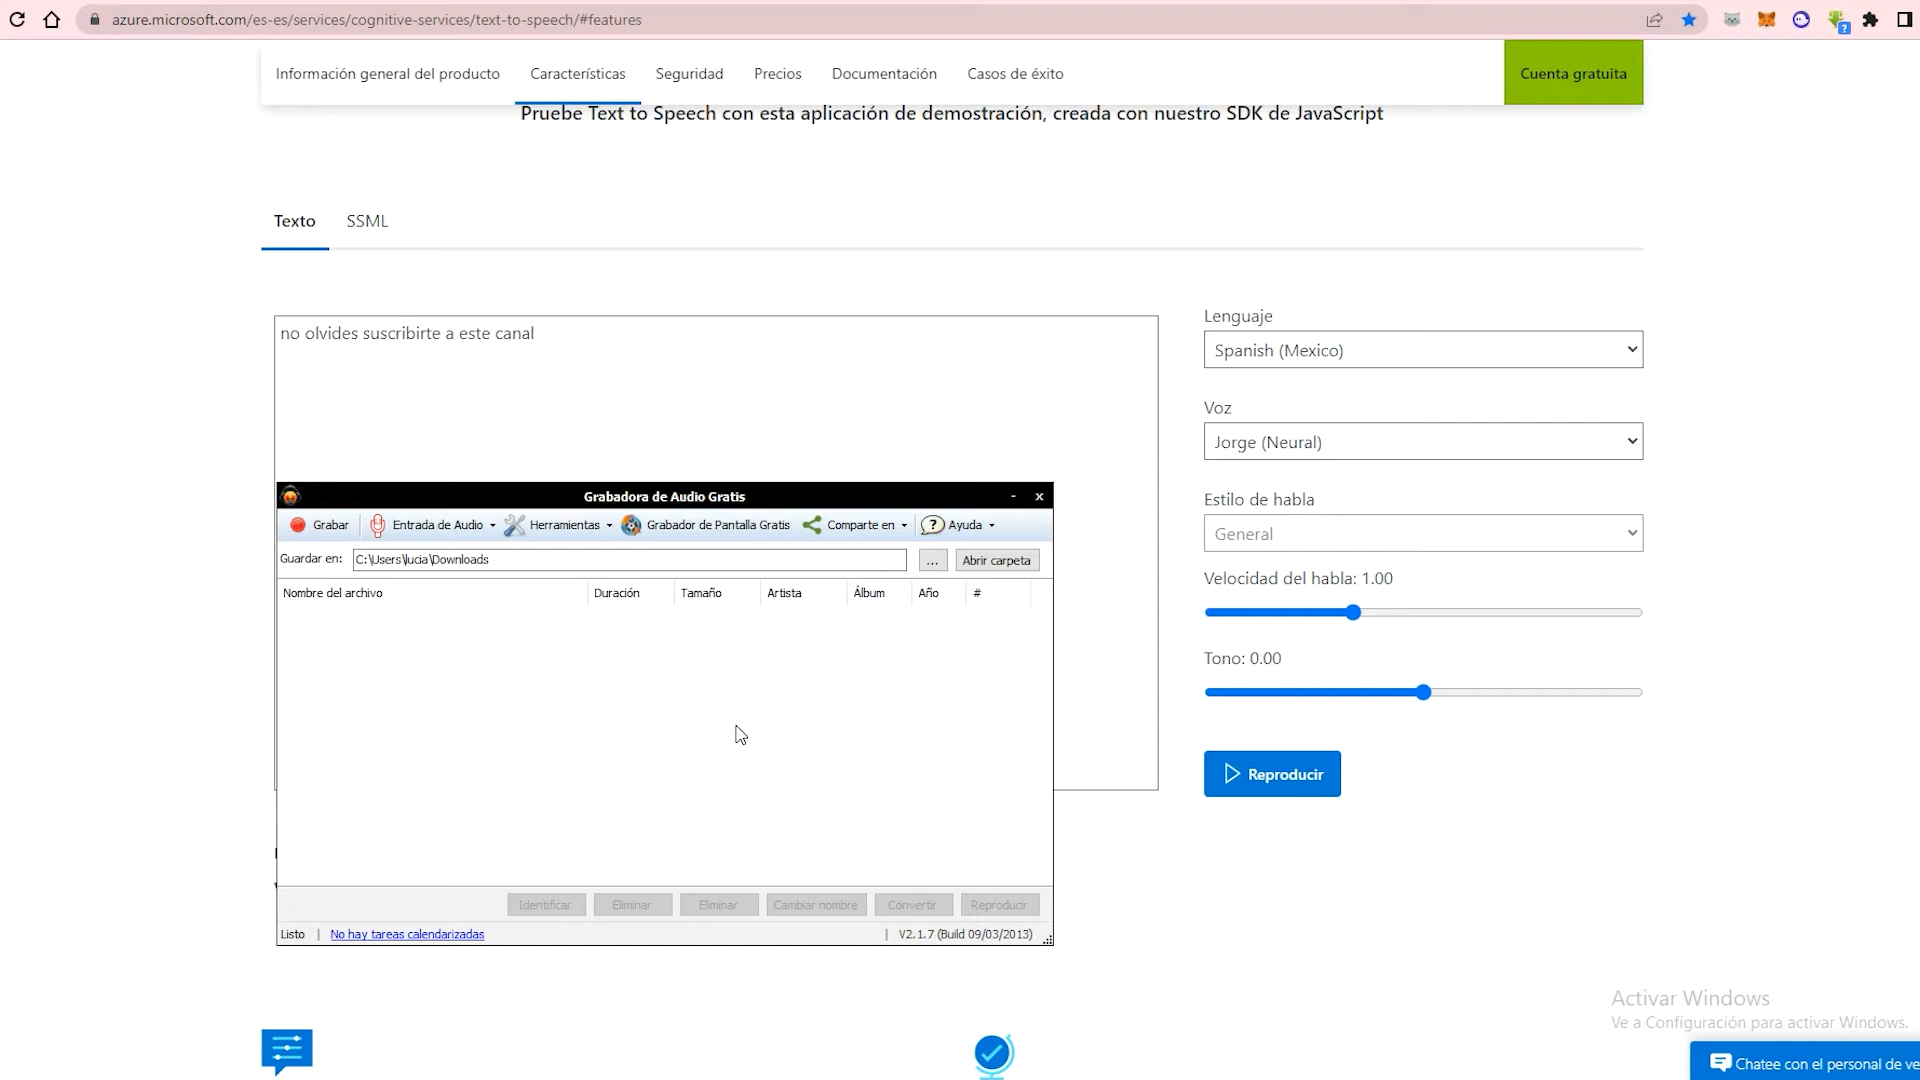 azure.microsoft.com/es-es/services/cognitive-services/text-to-speech/#features
Información general del producto Características Seguridad Precios Documentación Casos de éxito Cuenta gratuita
Pruebe Text to Speech con esta aplicación de demostración, creada con nuestro SDK de JavaScript
Texto SSML
no olvides suscribirte a este canal
Lenguaje
Spanish (Mexico)
Voz
Jorge (Neural)
Estilo de habla
General
Velocidad del habla: 1.00
Tono: 0.00
Reproducir
Grabadora de Audio Gratis
Grabar Entrada de Audio Herramientas Grabador de Pantalla Gratis Comparte en ? Ayuda
Guardar en: C:\Users\lucia\Downloads ... Abrir carpeta
Nombre del archivo Duración Tamaño Artista Álbum Año #
Identificar Eliminar Eliminar Cambiar nombre Convertir Reproducir
Listo | No hay tareas calendarizadas | V2.1.7 (Build 09/03/2013)
Activar Windows
Ve a Configuración para activar Windows.
Chatee con el personal de ve